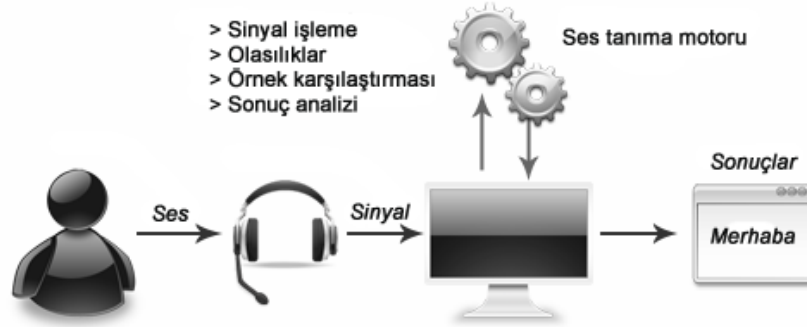 > Sinyal işleme
> Olasılıklar
> Örnek karşılaştırması
> Sonuç analizi
Ses tanıma motoru
Ses
Sinyal
Sonuçlar
Merhaba